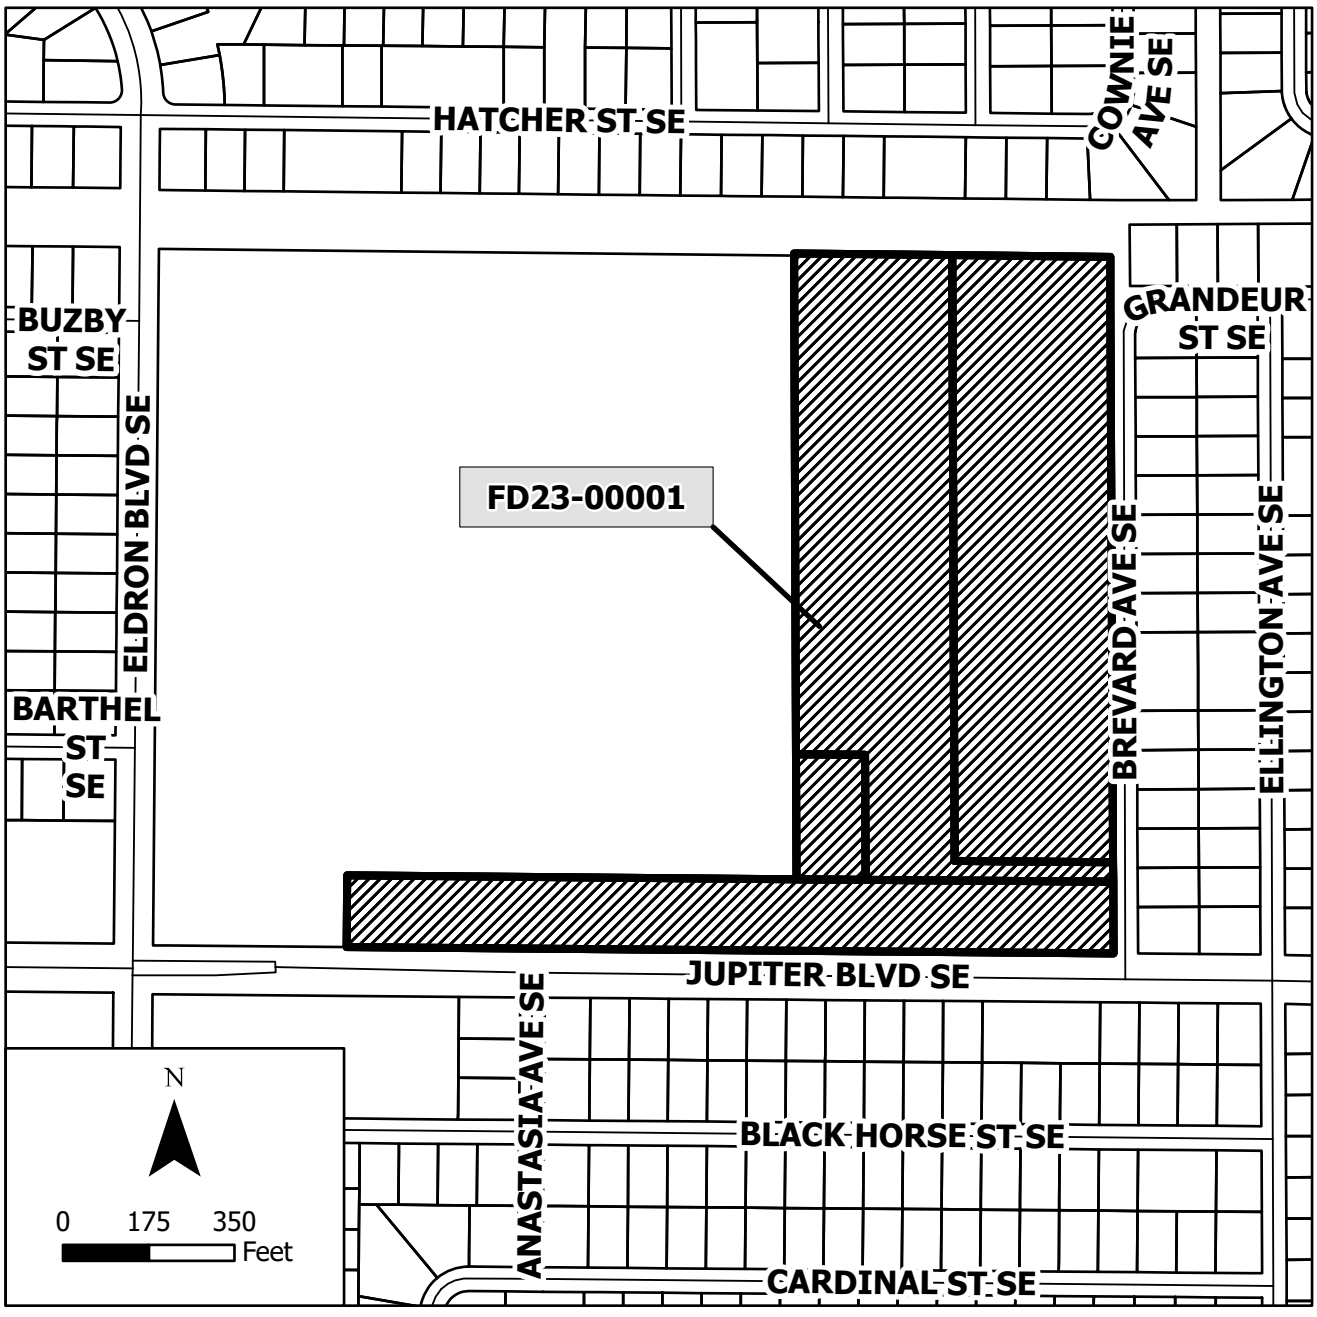 COWNIE
AVE SE
HATCHER ST SE
GRANDEUR
ST SE
BUZBY
ST SE
ELDRON BLVD SE
FD23-00001
BREVARD AVE SE
ELLINGTON AVE SE
BARTHEL
ST
SE
JUPITER BLVD SE
ANASTASIA AVE SE
N
BLACK HORSE ST SE
0 175 350
Feet
CARDINAL ST SE